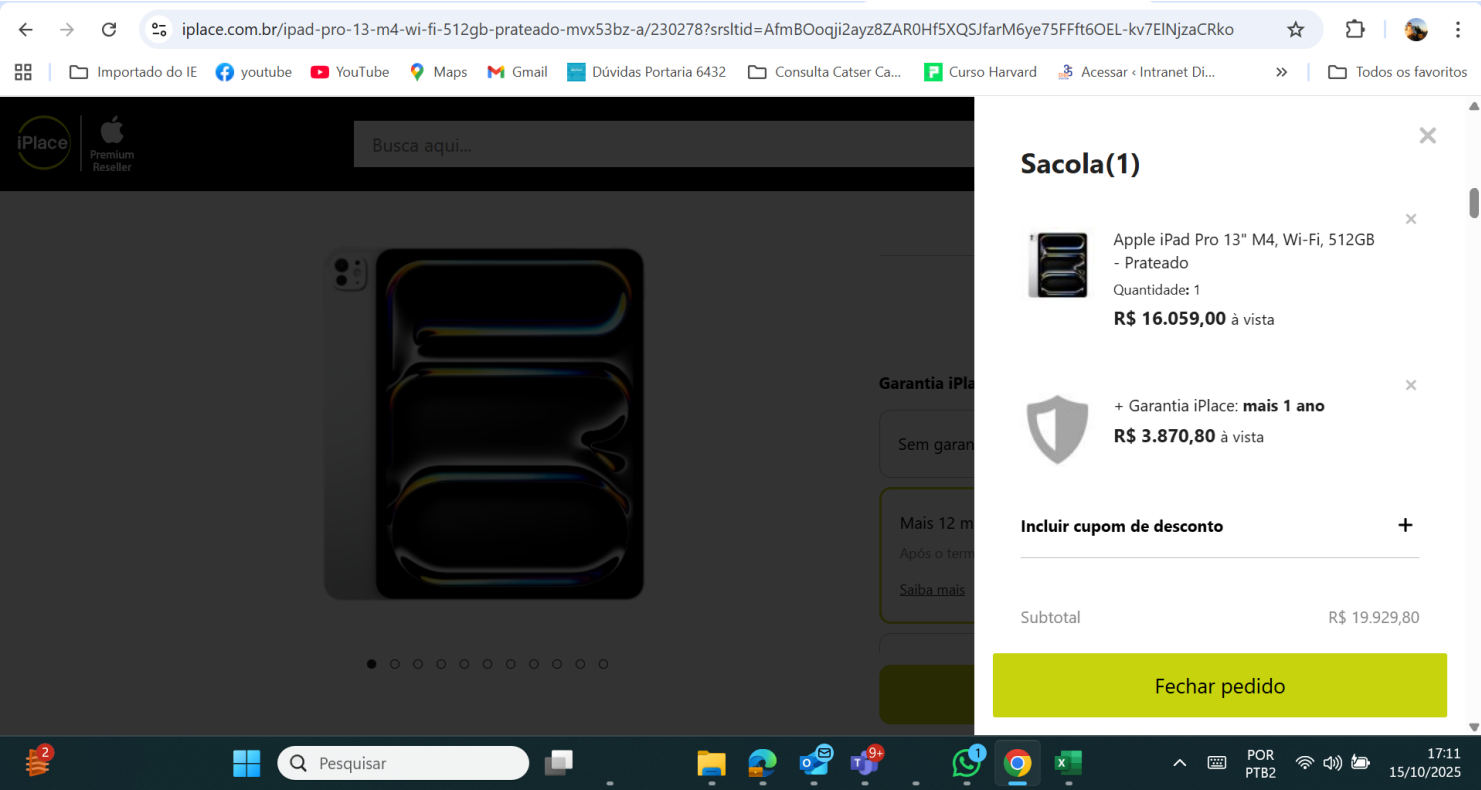 iplace.com.br/ipad-pro-13-m4-wi-fi-512gb-prateado-mvx53bz-a/230278?srsltid=AfmBOoqji2ayz8ZAR0Hf5XQSJfarM6ye75FFft6OEL-kv7ElNjzaCRko
Importado do IE youtube YouTube Maps Gmail Dúvidas Portaria 6432 Consulta Catser Ca... Curso Harvard Acessar ‹ Intranet Di... » Todos os favoritos
iPlace
Premium
Reseller
Busca aqui...
Garantia iPla
Sem garan
Mais 12 m
Após o term
Saiba mais
Sacola(1)
Apple iPad Pro 13" M4, Wi-Fi, 512GB
- Prateado
Quantidade: 1
R$ 16.059,00 à vista
+ Garantia iPlace: mais 1 ano
R$ 3.870,80 à vista
Incluir cupom de desconto +
Subtotal R$ 19.929,80
Fechar pedido
2
Pesquisar
9+
1
POR
PTB2
17:11
15/10/2025